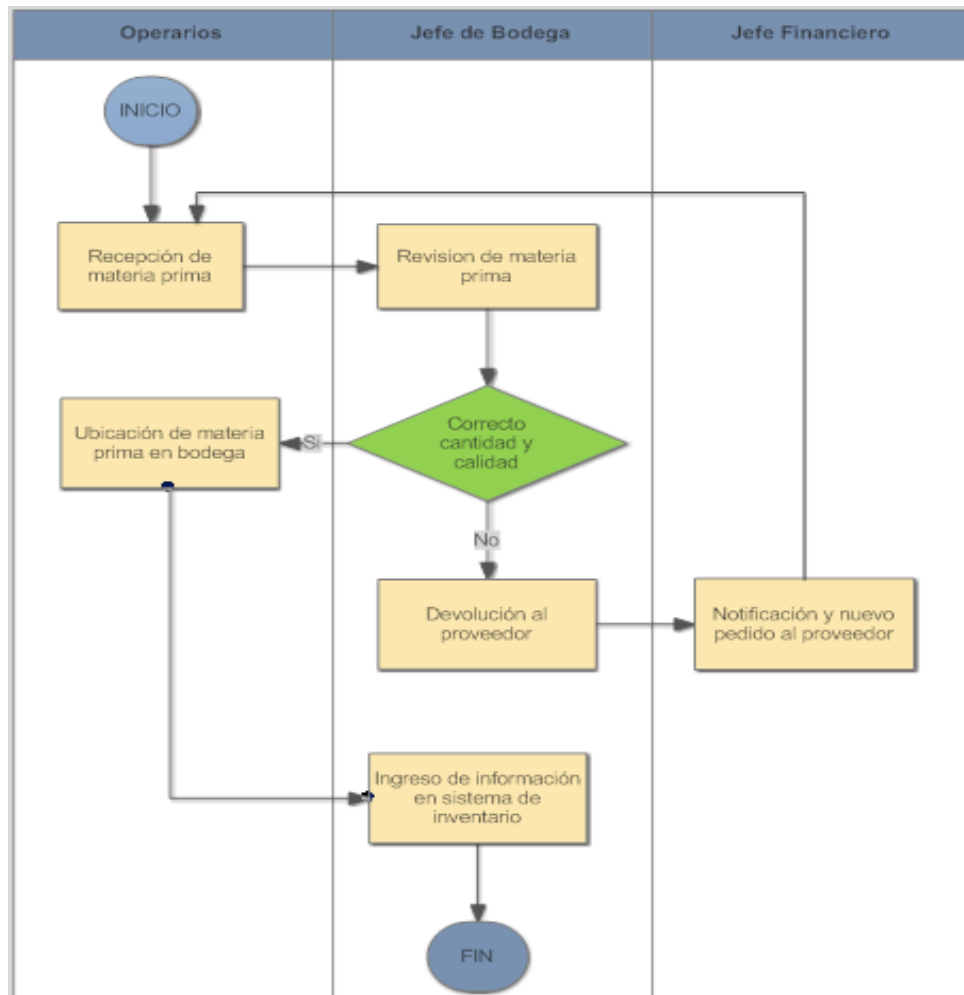 Operarios
Jefe de Bodega
Jefe Financiero
INICIO
Recepción de
materia prima
Revision de materia
prima
Correcto
cantidad y
calidad
Si
Ubicación de materia
prima en bodega
No
Devolución al
proveedor
Notificación y nuevo
pedido al proveedor
Ingreso de información
en sistema de
inventario
FIN